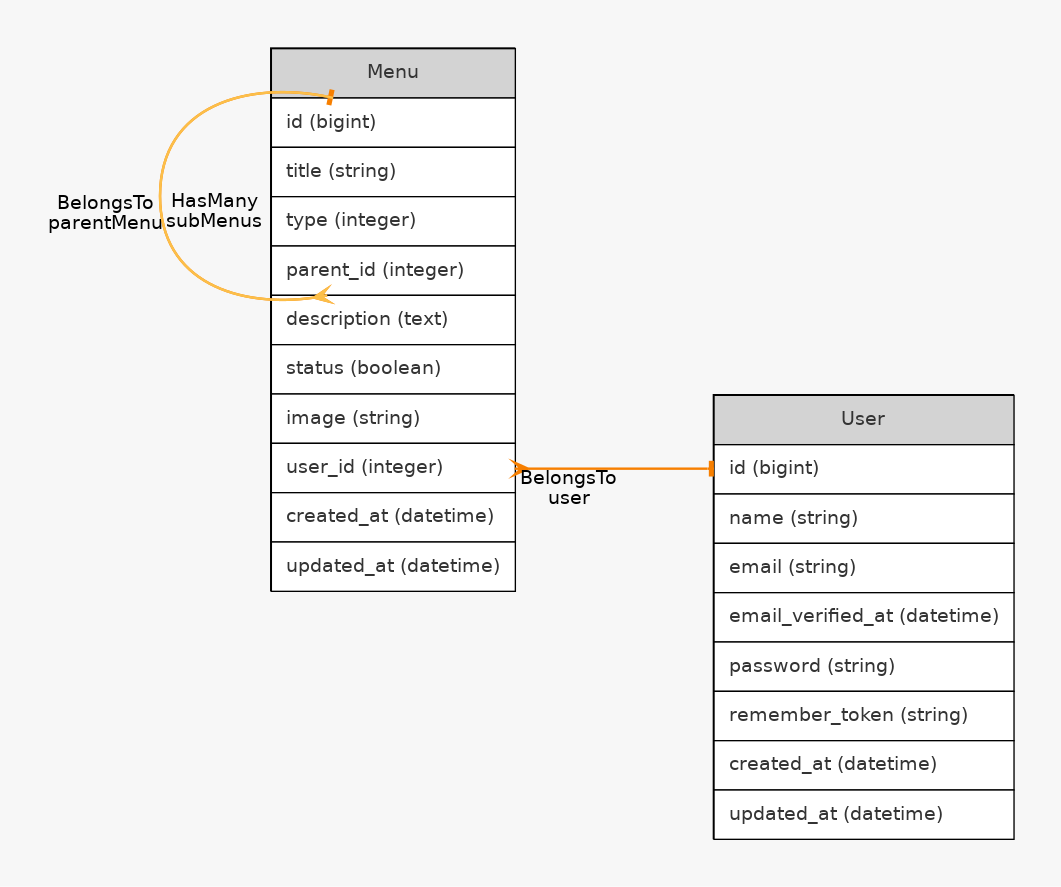 Menu
id (bigint)
title (string)
type (integer)
parent_id (integer)
description (text)
status (boolean)
image (string)
user_id (integer)
created_at (datetime)
updated_at (datetime)
BelongsTo
parentMenu
HasMany
subMenus
BelongsTo
user
User
id (bigint)
name (string)
email (string)
email_verified_at (datetime)
password (string)
remember_token (string)
created_at (datetime)
updated_at (datetime)